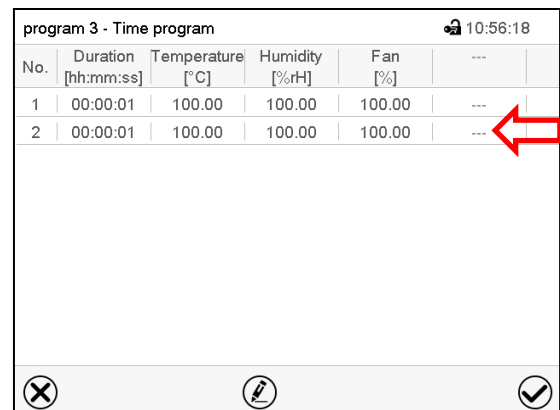 program 3 - Time program 10:56:18
No. Duration [hh:mm:ss] Temperature [°C] Humidity [%rH] Fan [%] ---
1 00:00:01 100.00 100.00 100.00 ---
2 00:00:01 100.00 100.00 100.00 ---